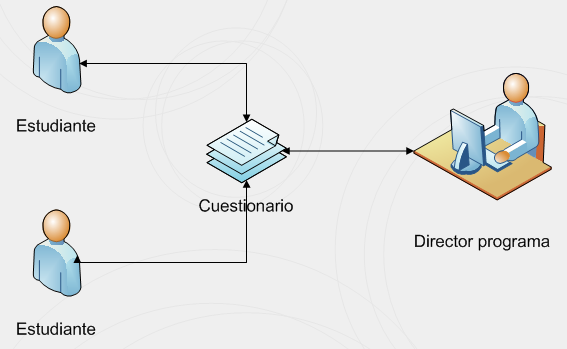 Estudiante
Cuestionario
Director programa
Estudiante